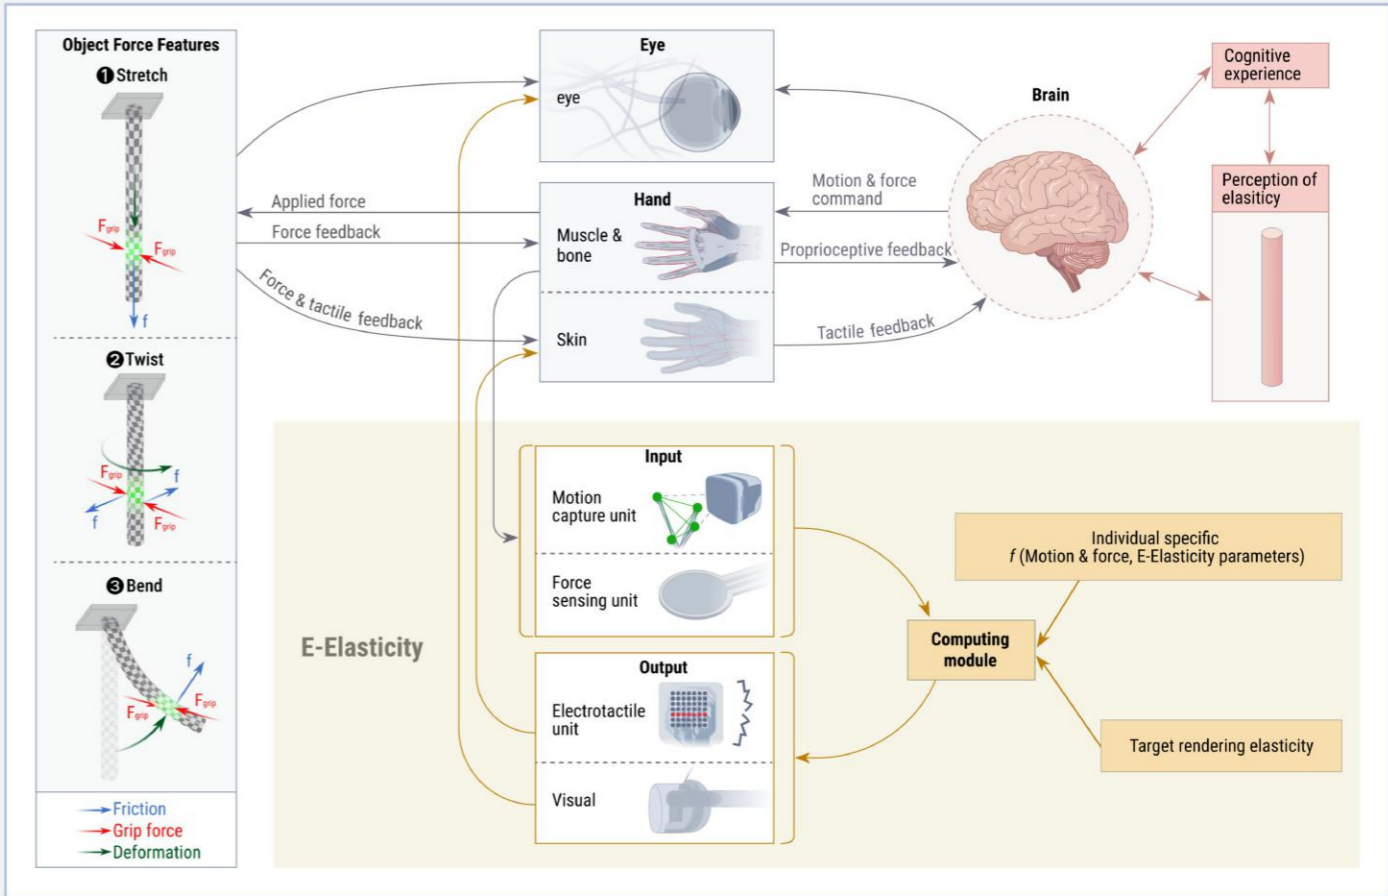 Object Force Features
❶Stretch
Fgrip
Fgrip
f
❷Twist
Fgrip
f
f
Fgrip
❸Bend
f
Fgrip
Fgrip
Friction
Grip force
Deformation
Applied force
Force feedback
Force & tactile feedback
Eye
eye
Hand
Muscle &
bone
Skin
Motion & force
command
Proprioceptive feedback
Tactile feedback
Brain
Cognitive
experience
Perception of
elasiticy
E-Elasticity
Input
Motion
capture unit
Force
sensing unit
Output
Electrotactile
unit
Visual
Computing
module
Individual specific
f (Motion & force, E-Elasticity parameters)
Target rendering elasticity